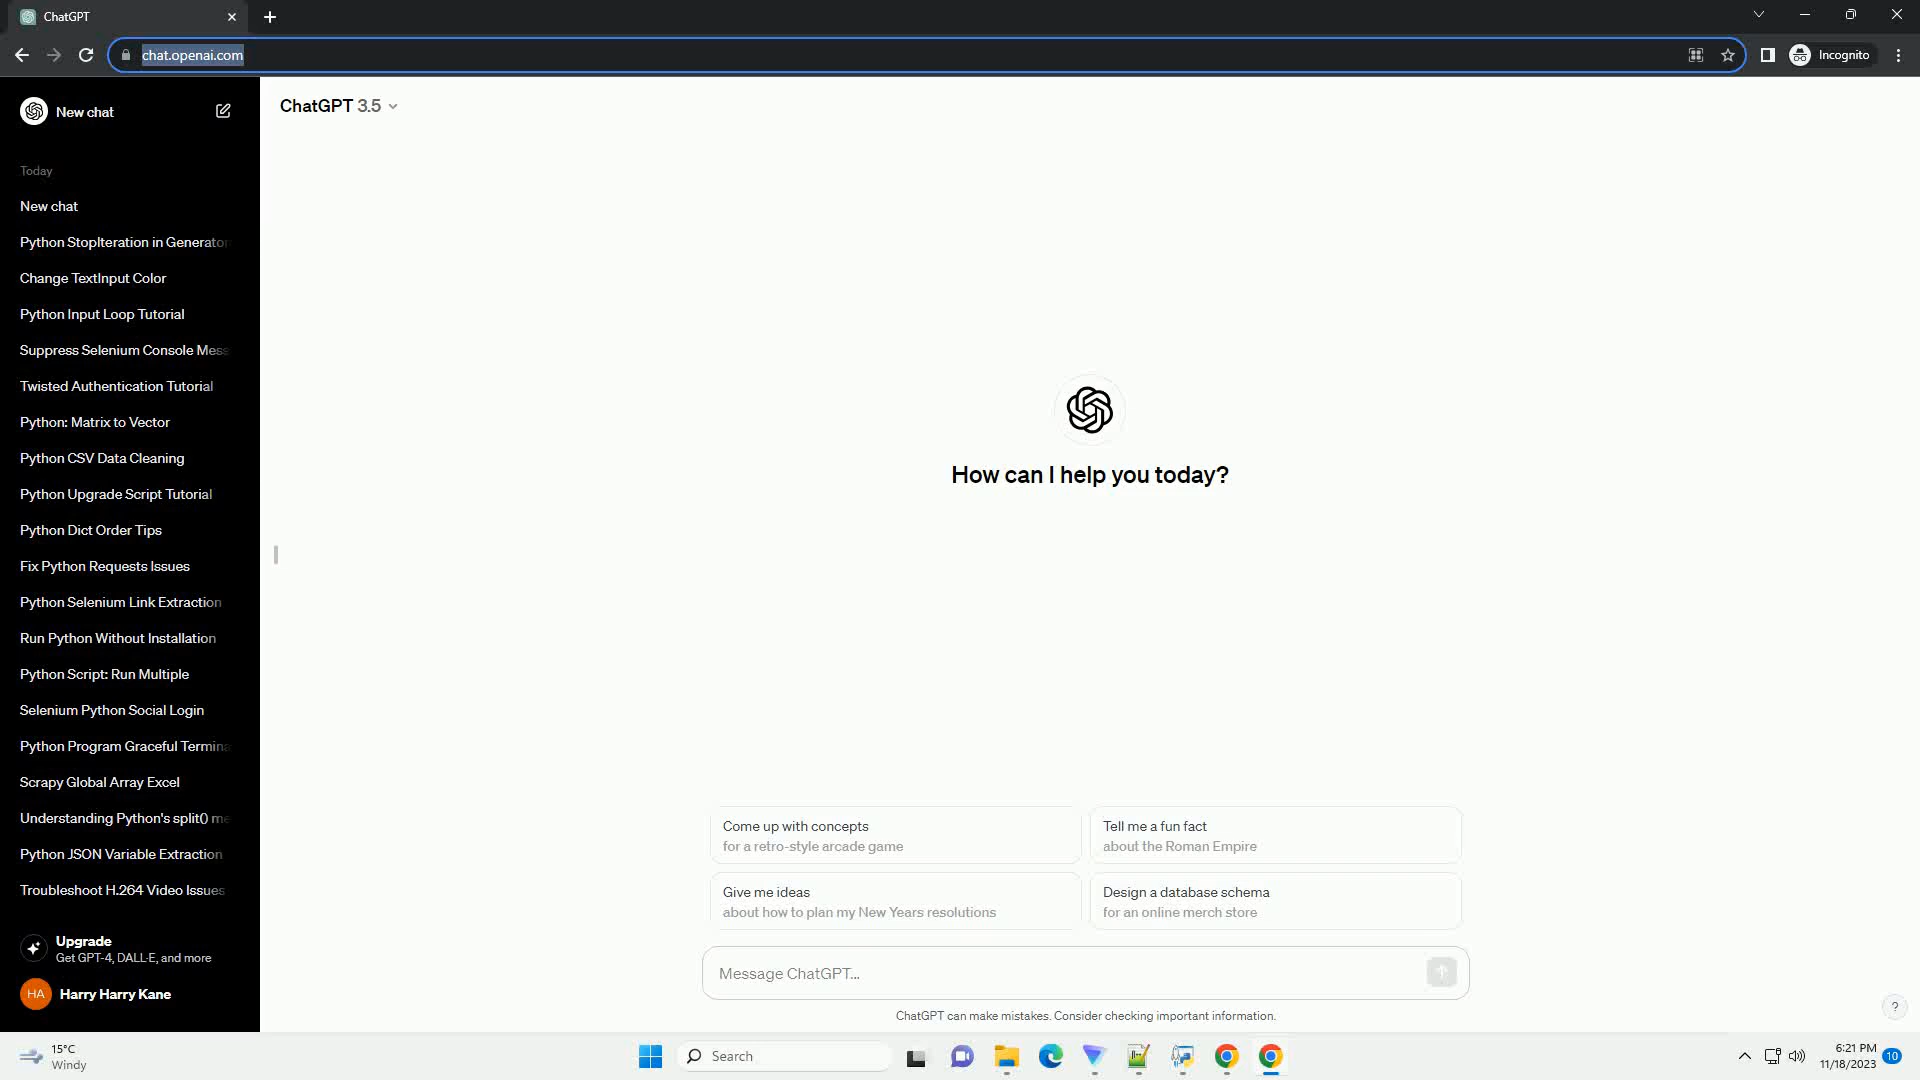 ChatGPT
chat.openai.com
Incognito
New chat
ChatGPT 3.5
Today
New chat
Python StopIteration in Generator
Change TextInput Color
Python Input Loop Tutorial
Suppress Selenium Console Mess
Twisted Authentication Tutorial
Python: Matrix to Vector
Python CSV Data Cleaning
Python Upgrade Script Tutorial
Python Dict Order Tips
Fix Python Requests Issues
Python Selenium Link Extraction
Run Python Without Installation
Python Script: Run Multiple
Selenium Python Social Login
Python Program Graceful Termina
Scrapy Global Array Excel
Understanding Python's split() me
Python JSON Variable Extraction
Troubleshoot H.264 Video Issues
Upgrade
Get GPT-4, DALL·E, and more
HA
Harry Harry Kane
How can I help you today?
Come up with concepts
for a retro-style arcade game
Tell me a fun fact
about the Roman Empire
Give me ideas
about how to plan my New Years resolutions
Design a database schema
for an online merch store
Message ChatGPT...
ChatGPT can make mistakes. Consider checking important information.
?
15°C
Windy
Search
6:21 PM
11/18/2023
10